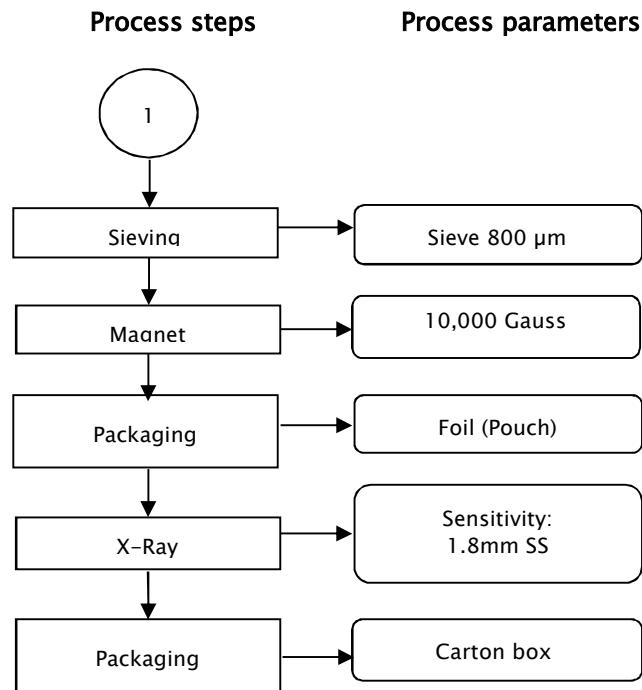 Process steps
Process parameters
1
Sieving
Sieve 800 µm
Magnet
10,000 Gauss
Packaging
Foil (Pouch)
X-Ray
Sensitivity:
1.8mm SS
Packaging
Carton box